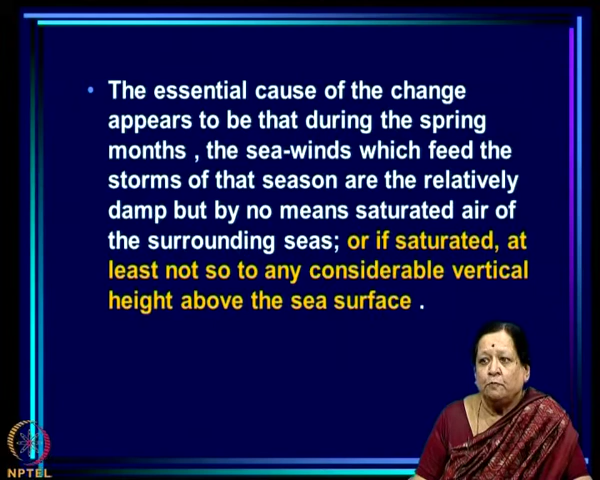 • The essential cause of the change
appears to be that during the spring
months , the sea-winds which feed the
storms of that season are the relatively
damp but by no means saturated air of
the surrounding seas; or if saturated, at
least not so to any considerable vertical
height above the sea surface .
NPTEL